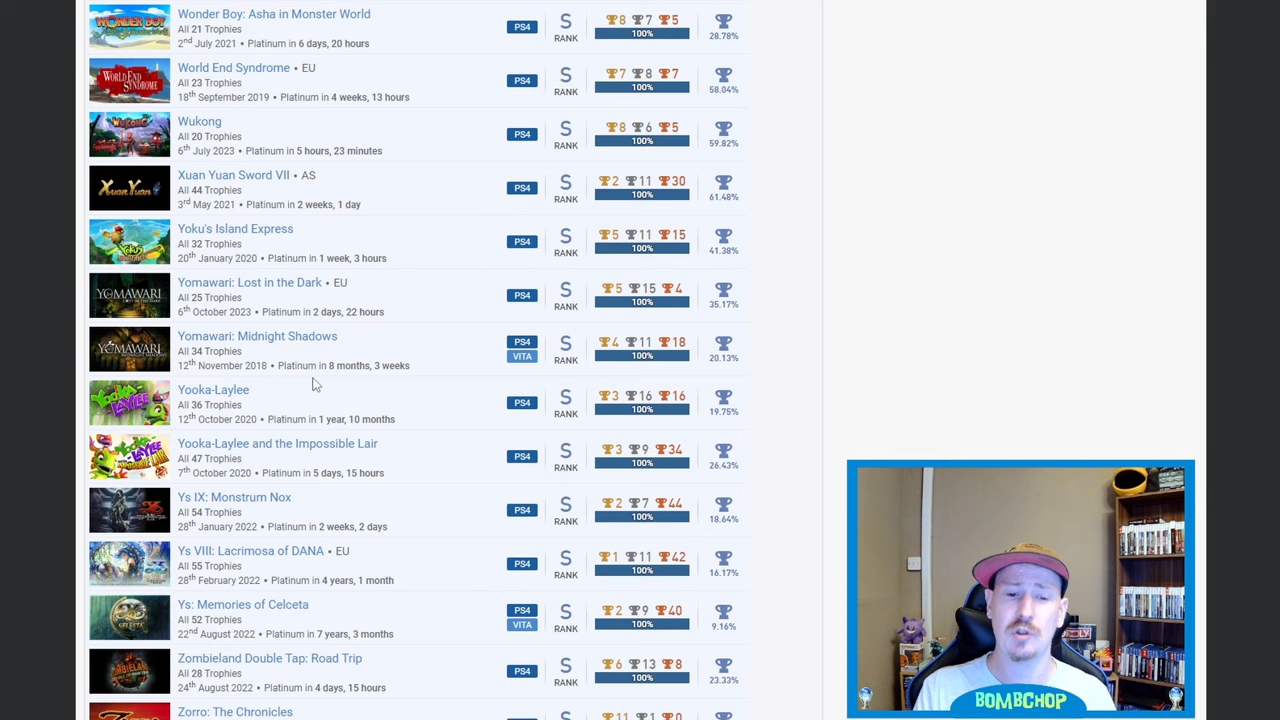 Wonder Boy: Asha in Monster World
All 21 Trophies
2nd July 2021 • Platinum in 6 days, 20 hours
PS4
S
RANK
8 7 5
100%
28.78%
WORLD END SYNDROME
World End Syndrome • EU
All 23 Trophies
18th September 2019 • Platinum in 4 weeks, 13 hours
PS4
S
RANK
7 8 7
100%
58.04%
WUKONG
Wukong
All 20 Trophies
6th July 2023 • Platinum in 5 hours, 23 minutes
PS4
S
RANK
8 6 5
100%
59.82%
Xuan Yuan
Xuan Yuan Sword VII • AS
All 44 Trophies
3rd May 2021 • Platinum in 2 weeks, 1 day
PS4
S
RANK
2 11 30
100%
61.48%
Yoku's Island Express
All 32 Trophies
20th January 2020 • Platinum in 1 week, 3 hours
PS4
S
RANK
5 11 15
100%
41.38%
YOMAWARI
Yomawari: Lost in the Dark • EU
All 25 Trophies
6th October 2023 • Platinum in 2 days, 22 hours
PS4
S
RANK
5 15 4
100%
35.17%
YOMAWARI
Yomawari: Midnight Shadows
All 34 Trophies
12th November 2018 • Platinum in 8 months, 3 weeks
PS4
VITA
S
RANK
4 11 18
100%
20.13%
YOOKA-LAYLEE
Yooka-Laylee
All 36 Trophies
12th October 2020 • Platinum in 1 year, 10 months
PS4
S
RANK
3 16 16
100%
19.75%
Yooka-Laylee and the Impossible Lair
All 47 Trophies
7th October 2020 • Platinum in 5 days, 15 hours
PS4
S
RANK
3 9 34
100%
26.43%
Ys IX: Monstrum Nox
All 54 Trophies
28th January 2022 • Platinum in 2 weeks, 2 days
PS4
S
RANK
2 7 44
100%
18.64%
Ys VIII: Lacrimosa of DANA • EU
All 55 Trophies
28th February 2022 • Platinum in 4 years, 1 month
PS4
S
RANK
1 11 42
100%
16.17%
Ys: Memories of Celceta
All 52 Trophies
22nd August 2022 • Platinum in 7 years, 3 months
PS4
VITA
S
RANK
2 9 40
100%
9.16%
Zombieland Double Tap: Road Trip
All 28 Trophies
24th August 2022 • Platinum in 4 days, 15 hours
PS4
S
RANK
6 13 8
100%
23.33%
Zorro: The Chronicles
11 1 0
BOMBCHOP